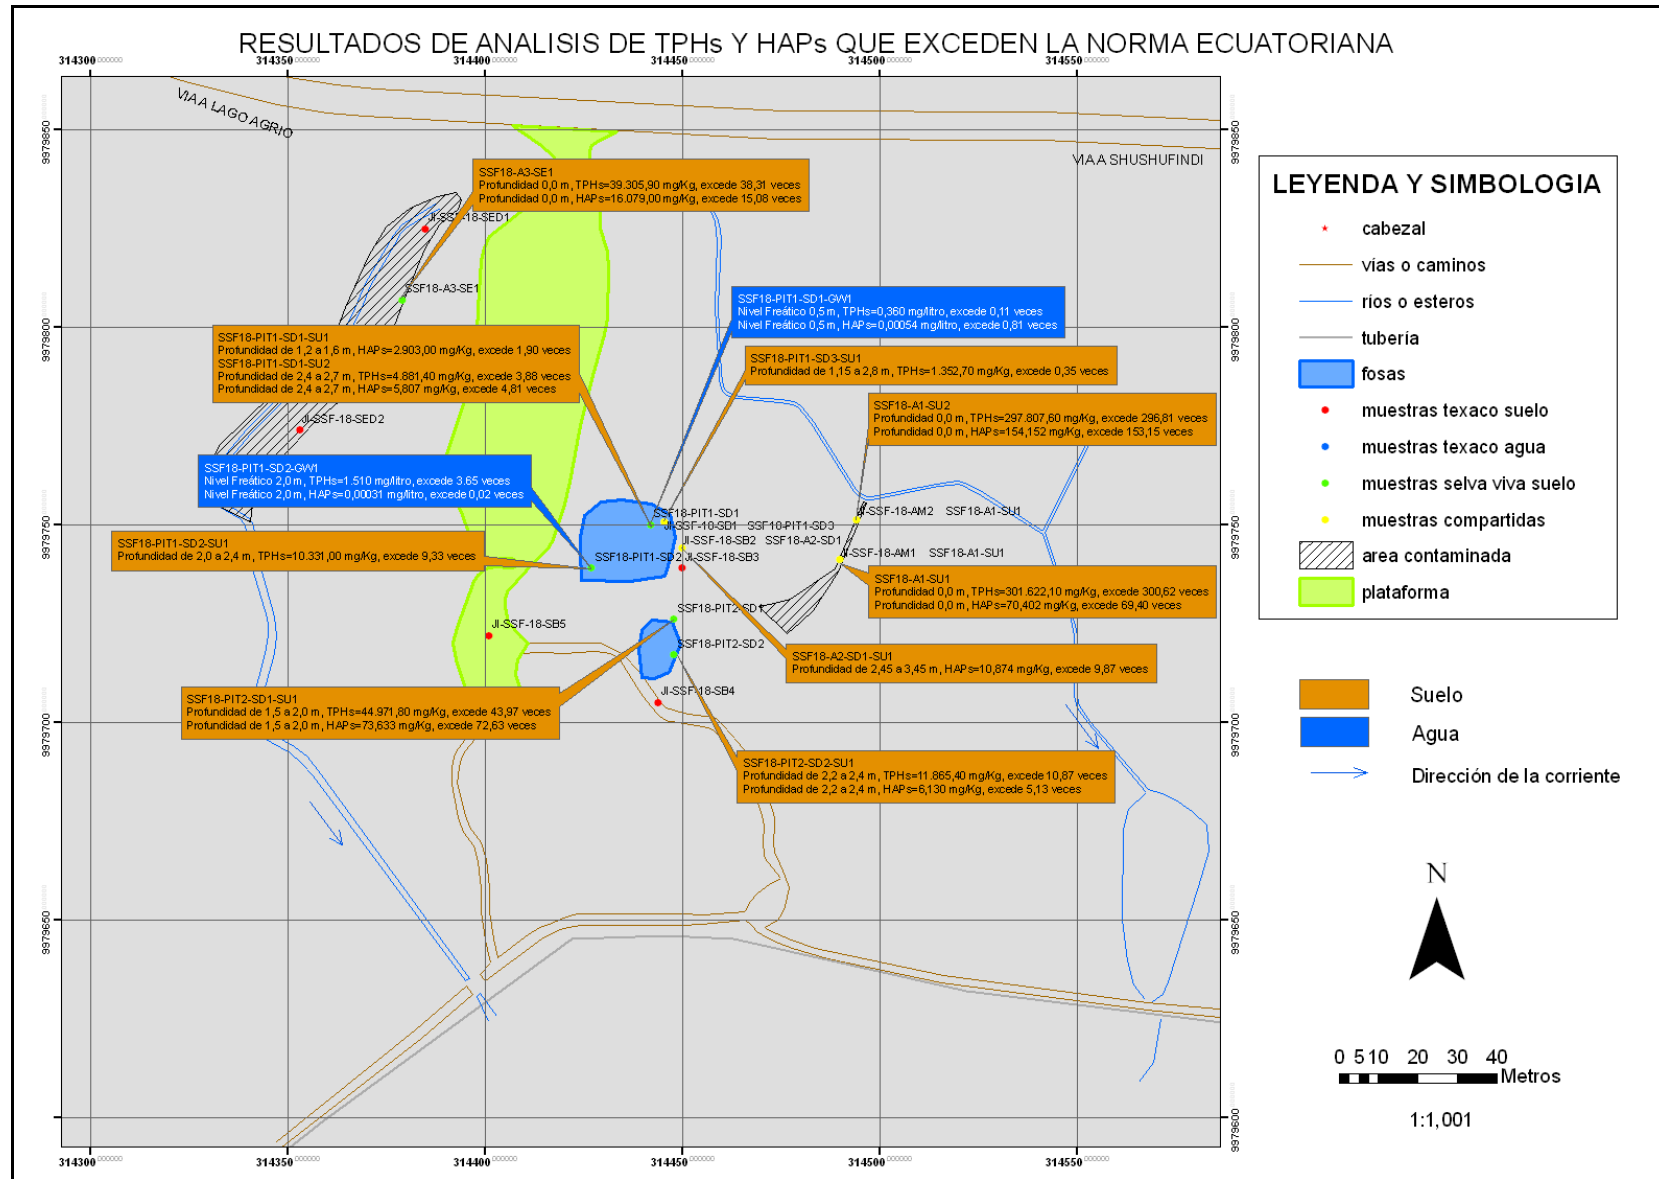 RESULTADOS DE ANALISIS DE TPHs Y HAPs QUE EXCEDEN LA NORMA ECUATORIANA
314300 314350 314400 314450 314500 314550
VIA A LAGO AGRIO
VIA A SHUSHUFINDI
9979850 9979850
9979800 9979800
9979750 9979750
9979700 9979700
9979650 9979650
9979600
SSF18-A3-SE1
Profundidad 0,0 m, TPHs=39.305,90 mg/Kg, excede 38,31 veces
Profundidad 0,0 m, HAPs=16.079,00 mg/Kg, excede 15,08 veces
JI-SSF-18-SED1
SSF18-A3-SE1
SSF18-PIT1-SD1-GW1
Nivel Freático 0,5 m, TPHs=0,360 mg/litro, excede 0,11 veces
Nivel Freático 0,5 m, HAPs=0,00054 mg/litro, excede 0,81 veces
SSF18-PIT1-SD1-SU1
Profundidad de 1,2 a 1,6 m, HAPs=2.903,00 mg/Kg, excede 1,90 veces
SSF18-PIT1-SD1-SU2
Profundidad de 2,4 a 2,7 m, TPHs=4.881,40 mg/Kg, excede 3,88 veces
Profundidad de 2,4 a 2,7 m, HAPs=5,807 mg/Kg, excede 4,81 veces
SSF18-PIT1-SD3-SU1
Profundidad de 1,15 a 2,8 m, TPHs=1.352,70 mg/Kg, excede 0,35 veces
SSF18-A1-SU2
Profundidad 0,0 m, TPHs=297.807,60 mg/Kg, excede 296,81 veces
Profundidad 0,0 m, HAPs=154,152 mg/Kg, excede 153,15 veces
JI-SSF-18-SED2
SSF18-PIT1-SD2-GW1
Nivel Freático 2,0 m, TPHs=1.510 mg/litro, excede 3.65 veces
Nivel Freático 2,0 m, HAPs=0,00031 mg/litro, excede 0,02 veces
SSF18-PIT1-SD1
JI-SSF-18-SD1 SSF18-PIT1-SD3
JI-SSF-18-SB2 SSF18-A2-SD1
SSF18-PIT1-SD2 JI-SSF-18-SB3
JI-SSF-18-AM2 SSF18-A1-SU1
JI-SSF-18-AM1 SSF18-A1-SU1
SSF18-PIT1-SD2-SU1
Profundidad de 2,0 a 2,4 m, TPHs=10.331,00 mg/Kg, excede 9,33 veces
SSF18-A1-SU1
Profundidad 0,0 m, TPHs=301.622,10 mg/Kg, excede 300,62 veces
Profundidad 0,0 m, HAPs=70,402 mg/Kg, excede 69,40 veces
SSF18-PIT2-SD1
JI-SSF-18-SB5
SSF18-PIT2-SD2
SSF18-A2-SD1-SU1
Profundidad de 2,45 a 3,45 m, HAPs=10,874 mg/Kg, excede 9,87 veces
JI-SSF-18-SB4
SSF18-PIT2-SD1-SU1
Profundidad de 1,5 a 2,0 m, TPHs=44.971,80 mg/Kg, excede 43,97 veces
Profundidad de 1,5 a 2,0 m, HAPs=73,633 mg/Kg, excede 72,63 veces
SSF18-PIT2-SD2-SU1
Profundidad de 2,2 a 2,4 m, TPHs=11.865,40 mg/Kg, excede 10,87 veces
Profundidad de 2,2 a 2,4 m, HAPs=6,130 mg/Kg, excede 5,13 veces
314300 314350 314400 314450 314500 314550
LEYENDA Y SIMBOLOGIA
cabezal
vías o caminos
ríos o esteros
tubería
fosas
muestras texaco suelo
muestras texaco agua
muestras selva viva suelo
muestras compartidas
area contaminada
plataforma
Suelo
Agua
Dirección de la corriente
N
0 5 10 20 30 40
Metros
1:1,001